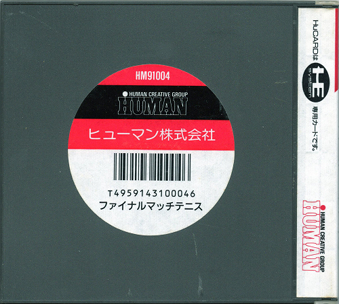 HM91004
HUMAN CREATIVE GROUP
HUMAN
ヒューマン株式会社
T4959143100046
ファイナルマッチテニス
HuCARDは
HE
専用カードです。
HUMAN CREATIVE GROUP
HUMAN